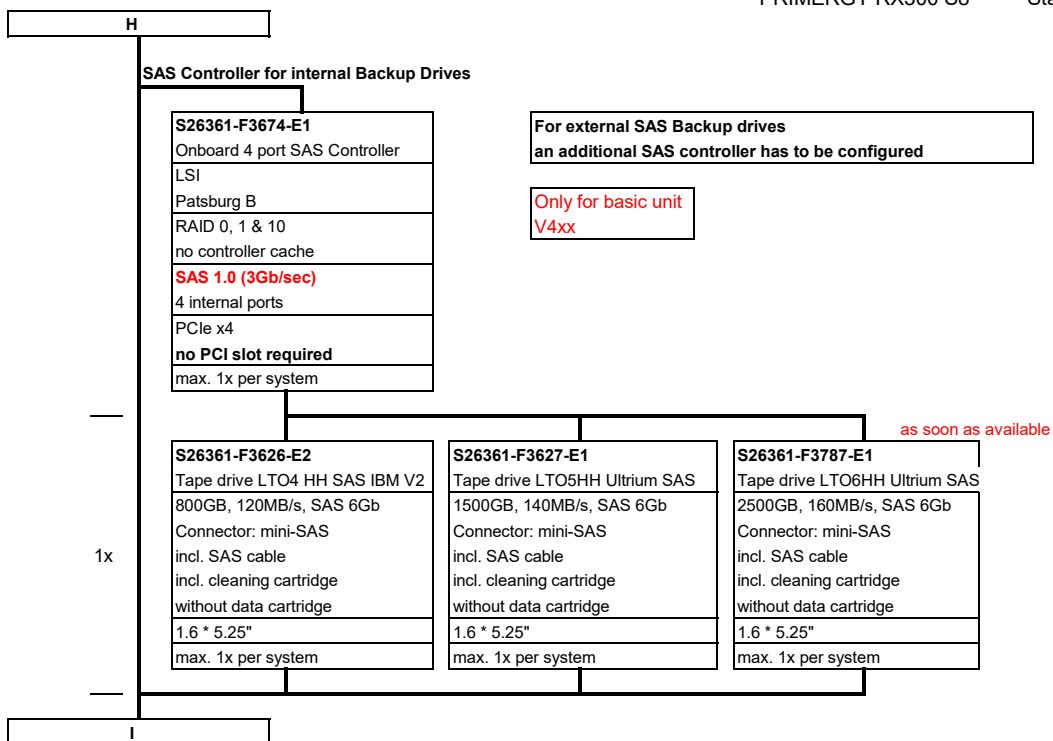 H
SAS Controller for internal Backup Drives
S26361-F3674-E1
Onboard 4 port SAS Controller
LSI
Patsburg B
RAID 0, 1 & 10
no controller cache
SAS 1.0 (3Gb/sec)
4 internal ports
PCIe x4
no PCI slot required
max. 1x per system
For external SAS Backup drives
an additional SAS controller has to be configured
Only for basic unit
V4xx
as soon as available
1x
S26361-F3626-E2
Tape drive LTO4 HH SAS IBM V2
800GB, 120MB/s, SAS 6Gb
Connector: mini-SAS
incl. SAS cable
incl. cleaning cartridge
without data cartridge
1.6 * 5.25"
max. 1x per system
S26361-F3627-E1
Tape drive LTO5HH Ultrium SAS
1500GB, 140MB/s, SAS 6Gb
Connector: mini-SAS
incl. SAS cable
incl. cleaning cartridge
without data cartridge
1.6 * 5.25"
max. 1x per system
S26361-F3787-E1
Tape drive LTO6HH Ultrium SAS
2500GB, 160MB/s, SAS 6Gb
Connector: mini-SAS
incl. SAS cable
incl. cleaning cartridge
without data cartridge
1.6 * 5.25"
max. 1x per system
I